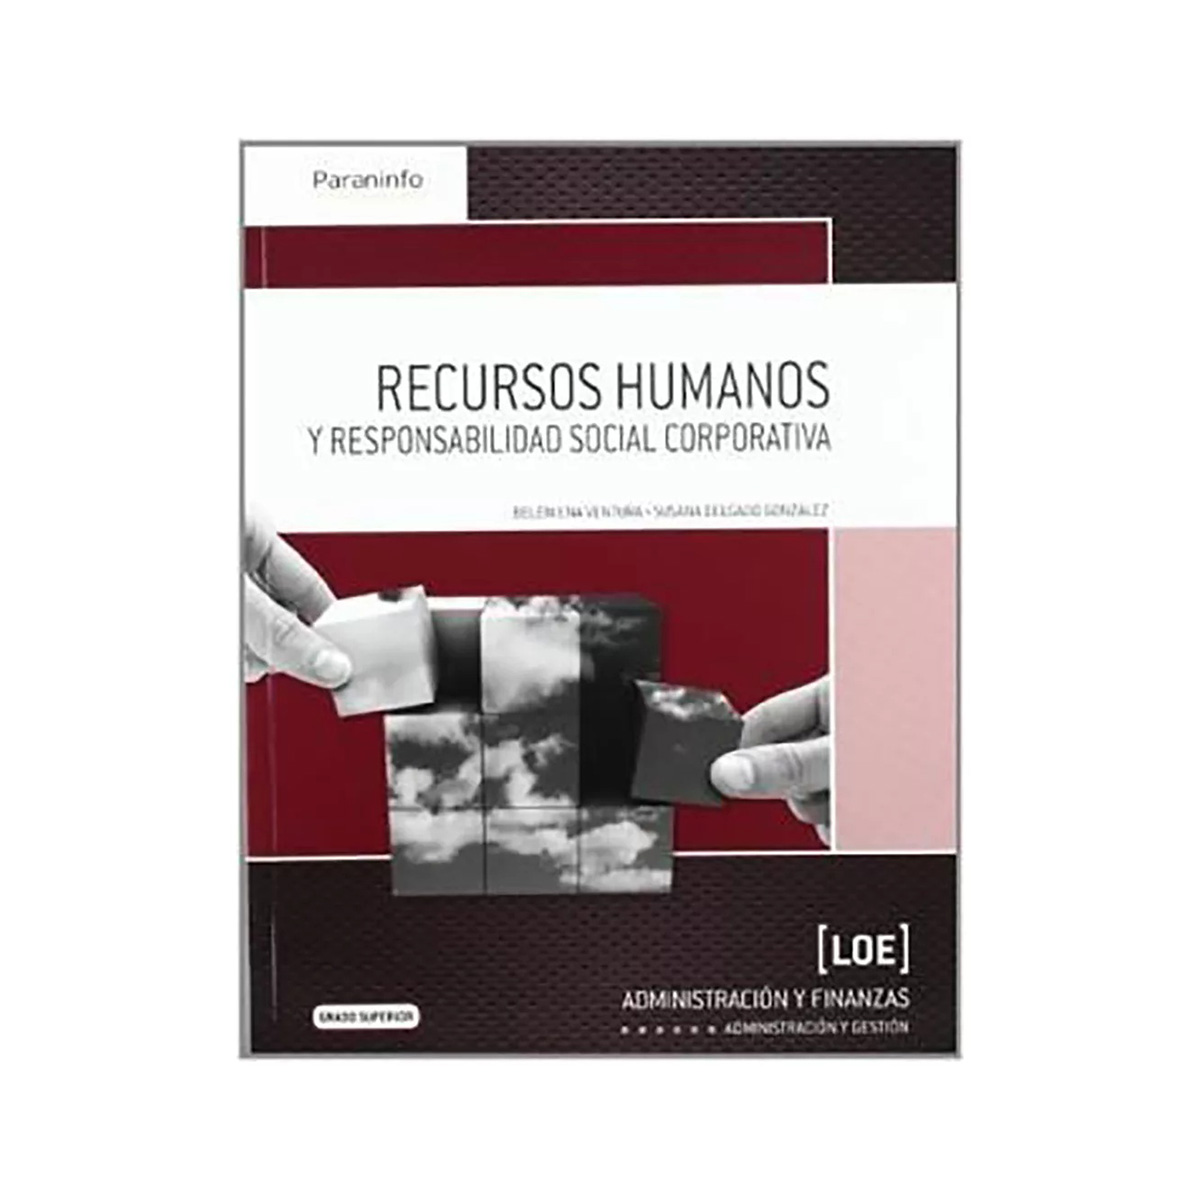 Paraninfo
RECURSOS HUMANOS
Y RESPONSABILIDAD SOCIAL CORPORATIVA
BELÉN ENA VENTURA • SUSANA DELGADO GONZÁLEZ
[LOE]
ADMINISTRACIÓN Y FINANZAS
ADMINISTRACIÓN Y GESTIÓN
GRADO SUPERIOR